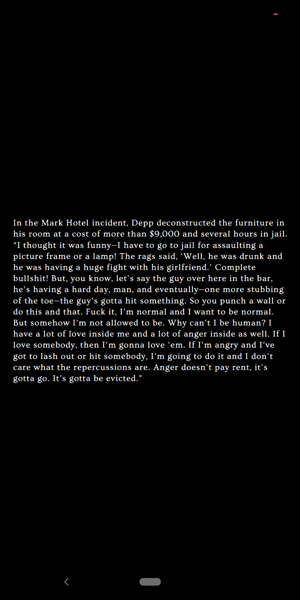 In the Mark Hotel incident, Depp deconstructed the furniture in
his room at a cost of more than $9,000 and several hours in jail.
“I thought it was funny—I have to go to jail for assaulting a
picture frame or a lamp! The rags said, ‘Well, he was drunk and
he was having a huge fight with his girlfriend.’ Complete
bullshit! But, you know, let’s say the guy over here in the bar,
he’s having a hard day, man, and eventually—one more stubbing
of the toe—the guy’s gotta hit something. So you punch a wall or
do this and that. Fuck it, I’m normal and I want to be normal.
But somehow I’m not allowed to be. Why can’t I be human? I
have a lot of love inside me and a lot of anger inside as well. If I
love somebody, then I’m gonna love ‘em. If I’m angry and I’ve
got to lash out or hit somebody, I’m going to do it and I don’t
care what the repercussions are. Anger doesn’t pay rent, it’s
gotta go. It’s gotta be evicted.”